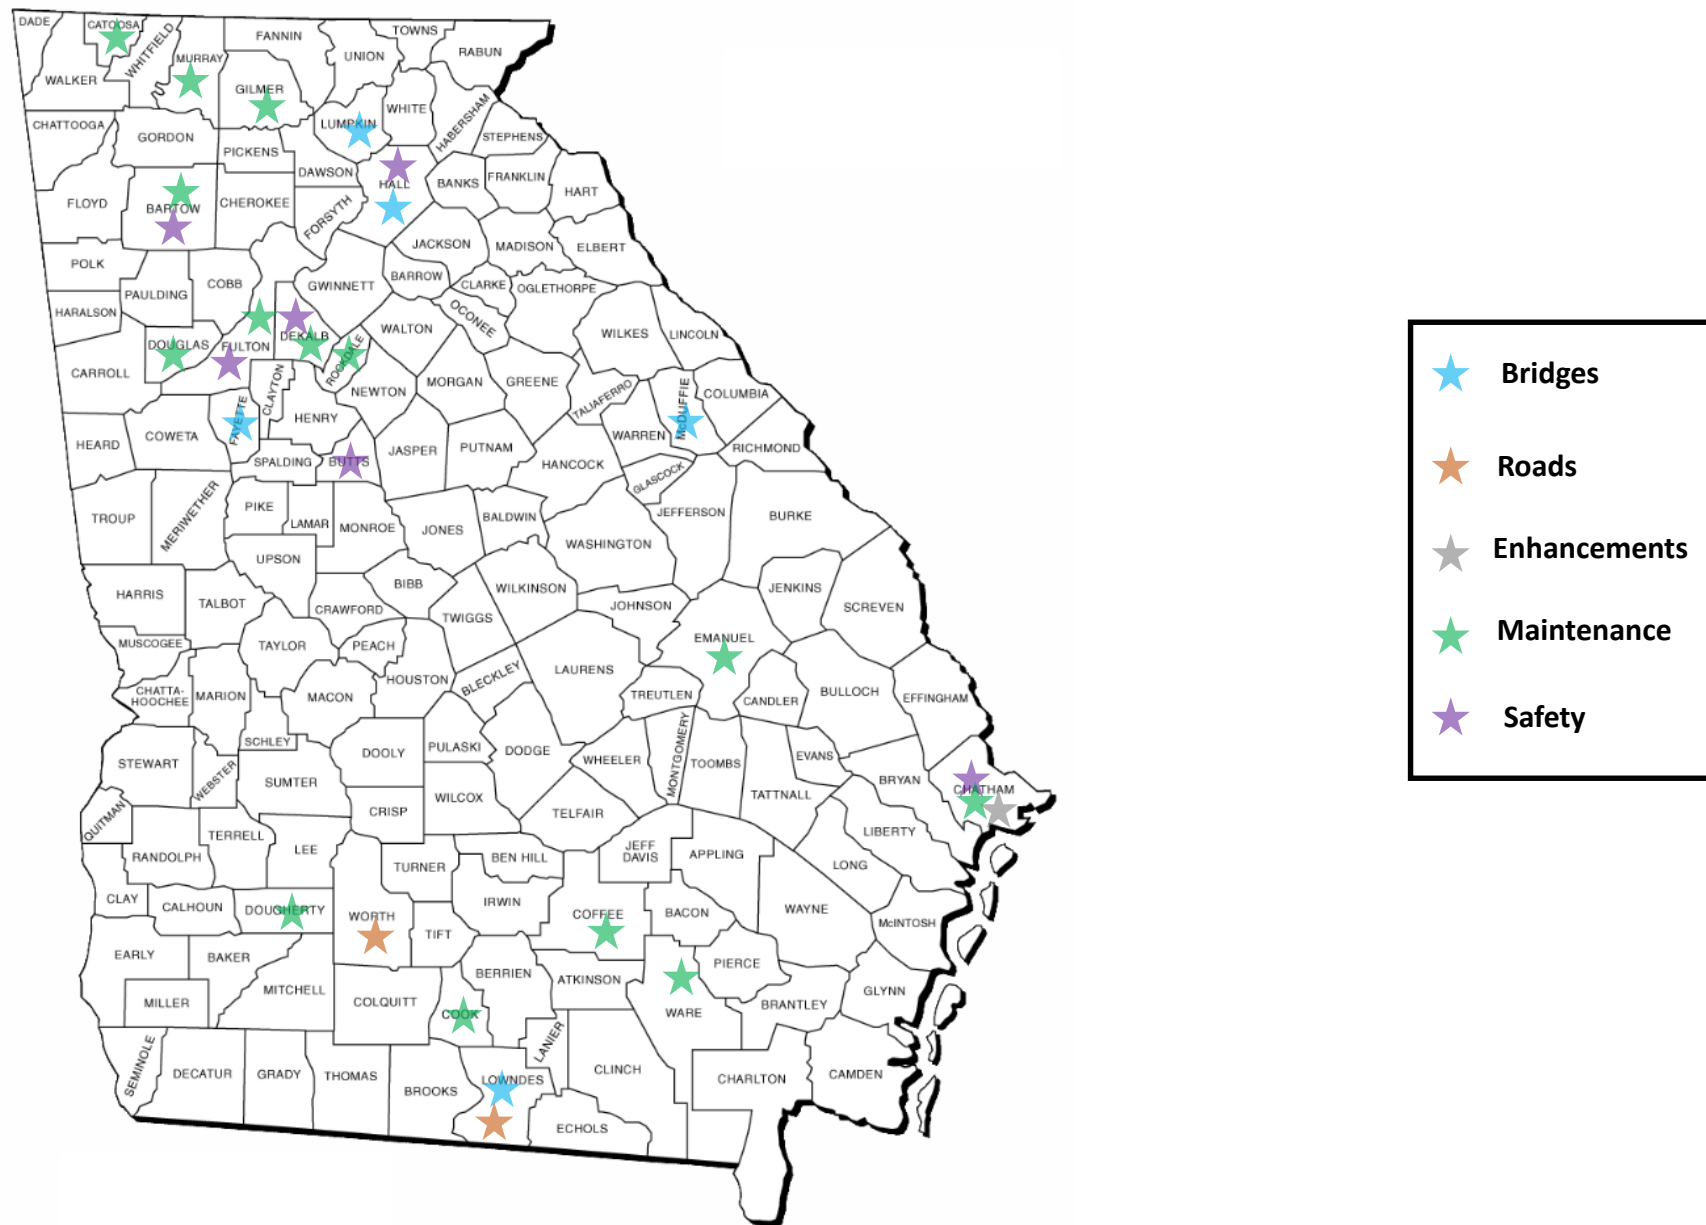 DADE
CATOOSA
WHITFIELD
MURRAY
FANNIN
UNION
TOWNS
RABUN
WALKER
GILMER
LUMPKIN
WHITE
HABERSHAM
STEPHENS
CHATTOOGA
GORDON
PICKENS
DAWSON
HALL
BANKS
FRANKLIN
HART
FLOYD
BARTOW
CHEROKEE
FORSYTH
JACKSON
MADISON
ELBERT
POLK
PAULDING
COBB
GWINNETT
BARROW
CLARKE
OGLETHORPE
HARALSON
OCONEE
WALTON
WILKES
LINCOLN
DOUGLAS
FULTON
DEKALB
ROCKDALE
CARROLL
CLAYTON
NEWTON
MORGAN
GREENE
TALIAFERRO
McDUFFIE
COLUMBIA
FAYETTE
HENRY
HEARD
COWETA
SPALDING
BUTTS
JASPER
PUTNAM
HANCOCK
WARREN
RICHMOND
GLASCOCK
TROUP
MERIWETHER
PIKE
LAMAR
MONROE
JONES
BALDWIN
JEFFERSON
BURKE
WASHINGTON
UPSON
HARRIS
TALBOT
CRAWFORD
BIBB
WILKINSON
JENKINS
SCREVEN
TWIGGS
JOHNSON
MUSCOGEE
TAYLOR
PEACH
EMANUEL
CHATTA-
HOOCHEE
MARION
MACON
HOUSTON
BLECKLEY
LAURENS
TREUTLEN
CANDLER
BULLOCH
EFFINGHAM
STEWART
WEBSTER
SCHLEY
DOOLY
PULASKI
DODGE
WHEELER
MONTGOMERY
TOOMBS
EVANS
BRYAN
CHATHAM
SUMTER
CRISP
WILCOX
TELFAIR
TATTNALL
LIBERTY
QUITMAN
TERRELL
RANDOLPH
LEE
TURNER
BEN HILL
JEFF
DAVIS
APPLING
LONG
CLAY
CALHOUN
DOUGHERTY
WORTH
IRWIN
COFFEE
BACON
WAYNE
McINTOSH
TIFT
EARLY
BAKER
MITCHELL
COLQUITT
BERRIEN
ATKINSON
PIERCE
MILLER
COOK
WARE
BRANTLEY
GLYNN
SEMINOLE
DECATUR
GRADY
THOMAS
BROOKS
LOWNDES
LANIER
CLINCH
CHARLTON
CAMDEN
ECHOLS
Bridges
Roads
Enhancements
Maintenance
Safety